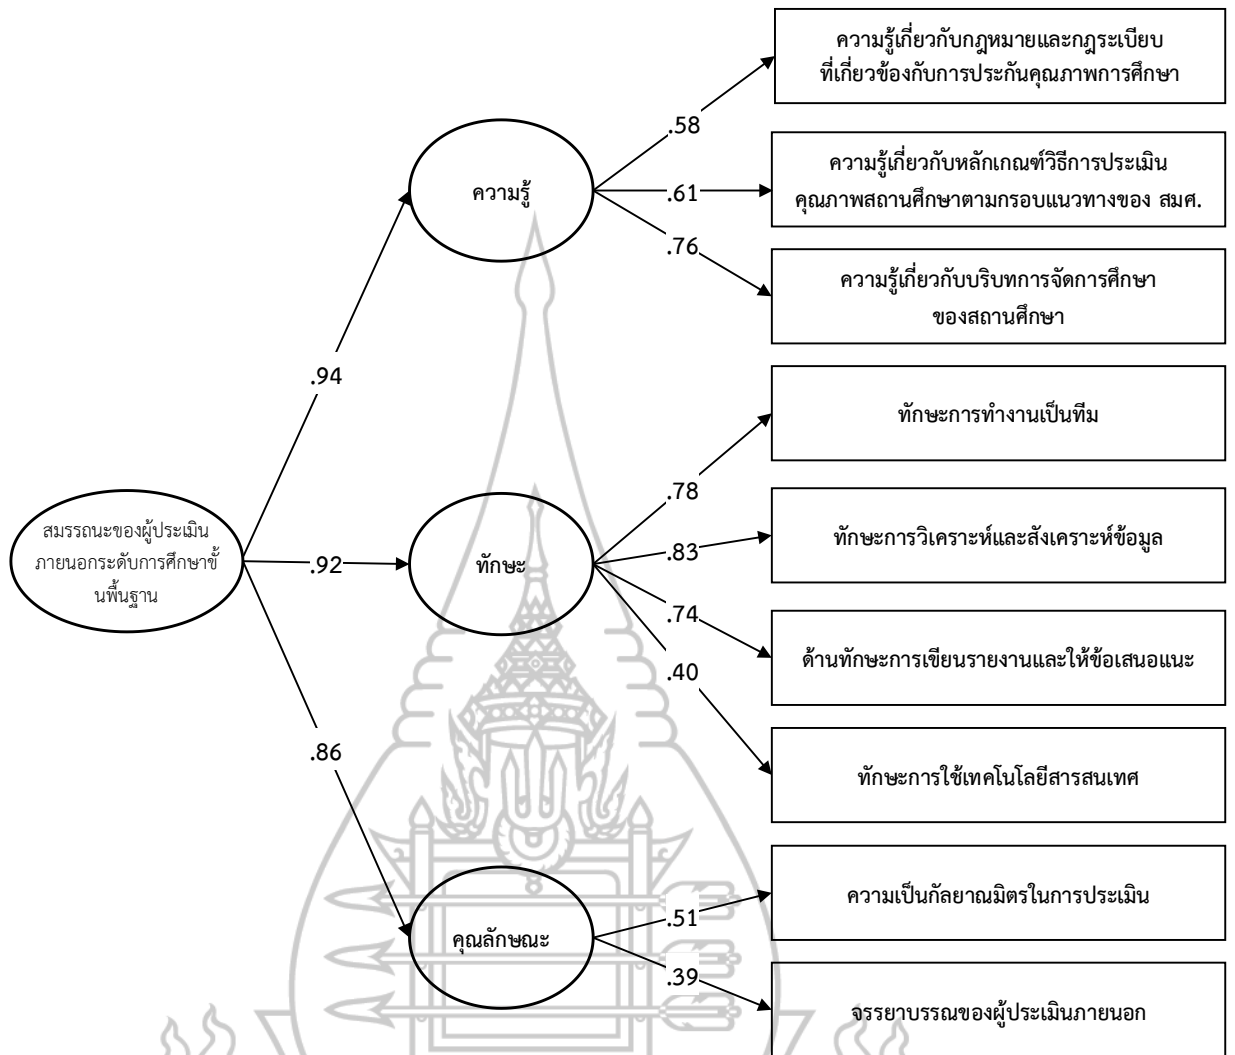 ความรู้เกี่ยวกับกฎหมายและกฎระเบียบ
ที่เกี่ยวข้องกับการประกันคุณภาพการศึกษา
.58
ความรู้
ความรู้เกี่ยวกับหลักเกณฑ์วิธีการประเมิน
คุณภาพสถานศึกษาตามกรอบแนวทางของ สมศ.
.61
.76
ความรู้เกี่ยวกับบริบทการจัดการศึกษา
ของสถานศึกษา
.94
ทักษะการทำงานเป็นทีม
.78
สมรรถนะของผู้ประเมิน
ภายนอกระดับการศึกษาขั้
นพื้นฐาน
.92
ทักษะ
.83
ทักษะการวิเคราะห์และสังเคราะห์ข้อมูล
.74
ด้านทักษะการเขียนรายงานและให้ข้อเสนอแนะ
.40
.86
ทักษะการใช้เทคโนโลยีสารสนเทศ
คุณลักษณะ
.51
ความเป็นกัลยาณมิตรในการประเมิน
.39
จรรยาบรรณของผู้ประเมินภายนอก